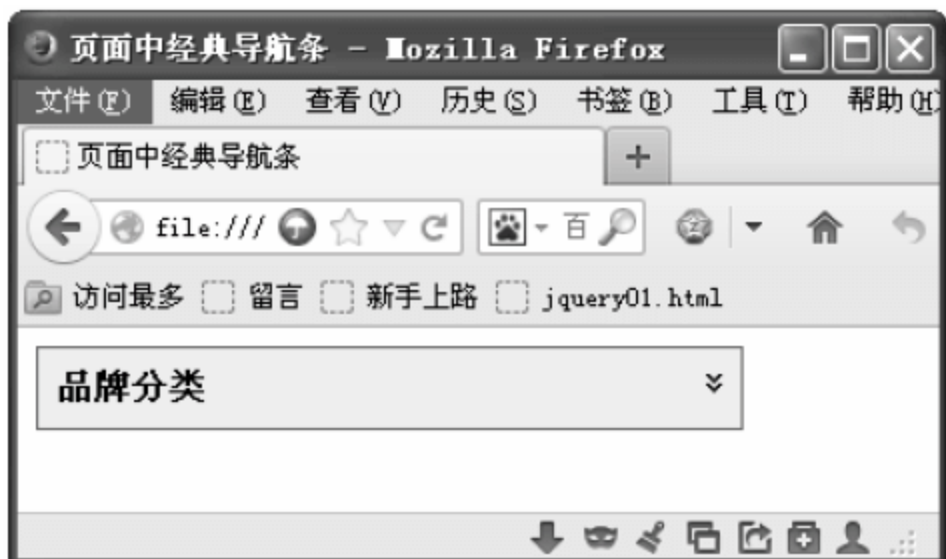 页面中经典导航条 - Mozilla Firefox
文件(F) 编辑(E) 查看(V) 历史(S) 书签(B) 工具(T) 帮助(H)
页面中经典导航条
file:/// 百
访问最多 留言 新手上路 jquery01.html
品牌分类